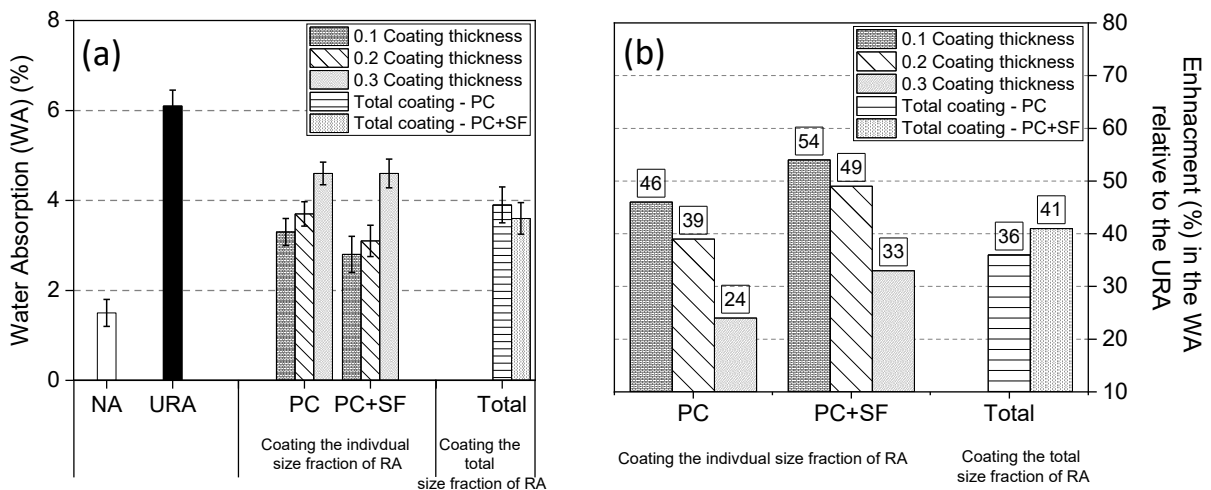 (a)
Water Absorption (WA) (%)
8
6
4
2
0
0.1 Coating thickness
0.2 Coating thickness
0.3 Coating thickness
Total coating - PC
Total coating - PC+SF
NA
URA
PC
PC+SF
Total
Coating the indivdual
size fraction of RA
Coating the
total
size fraction of RA
(b)
0.1 Coating thickness
0.2 Coating thickness
0.3 Coating thickness
Total coating - PC
Total coating - PC+SF
46
39
24
54
49
33
36
41
80
70
60
50
40
30
20
10
Enhnacment (%) in the WA
relative to the URA
PC
PC+SF
Total
Coating the indivdual size fraction of RA
Coating the total
size fraction of RA